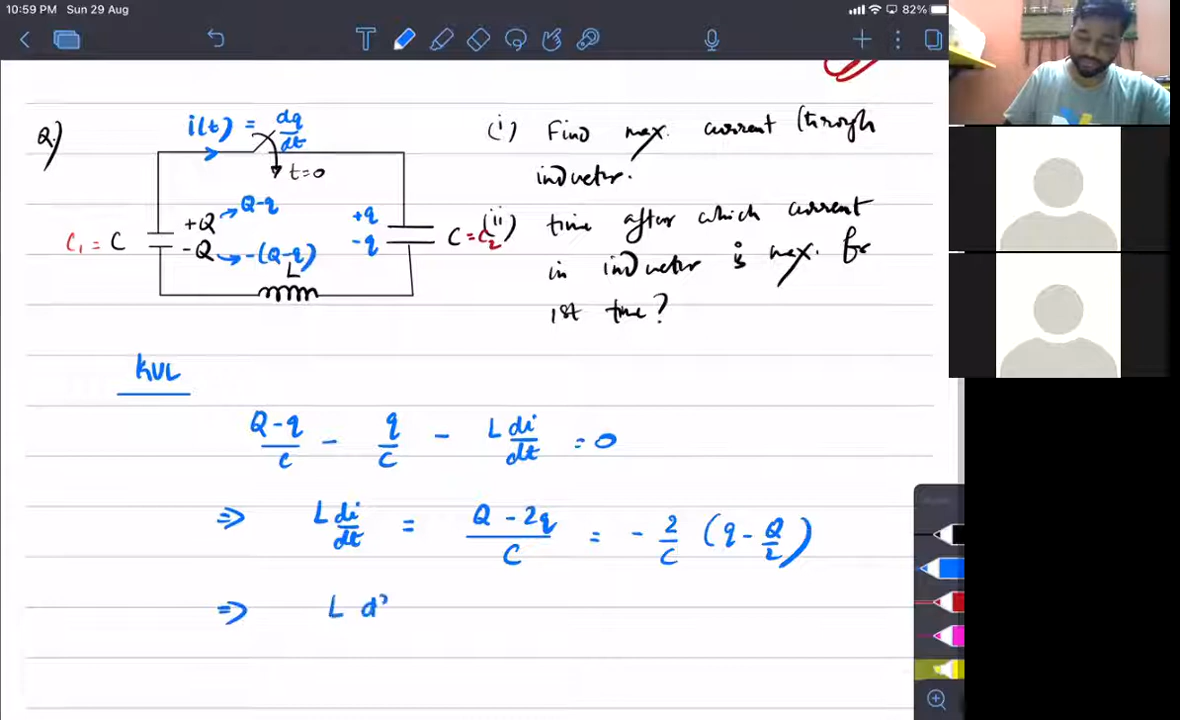 10:59 PM Sun 29 Aug
82%
T
Q.)
i(t) = dq/dt
t=0
(i) Find max. current (through
inductor.
+Q → Q-q
-Q → -(Q-q)
C₁ = C
+q
-q
C = C₂
L
(ii) time after which current
in inductor is max. for
1st time?
KVL
Q-q/C - q/C - L di/dt = 0
⇒ L di/dt = Q - 2q/C = - 2/C (q - Q/2)
⇒ L d²